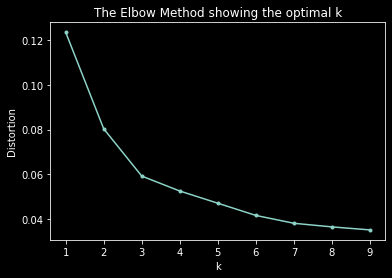 The Elbow Method showing the optimal k
0.12
0.10
0.08
0.06
0.04
Distortion
1 2 3 4 5 6 7 8 9
k